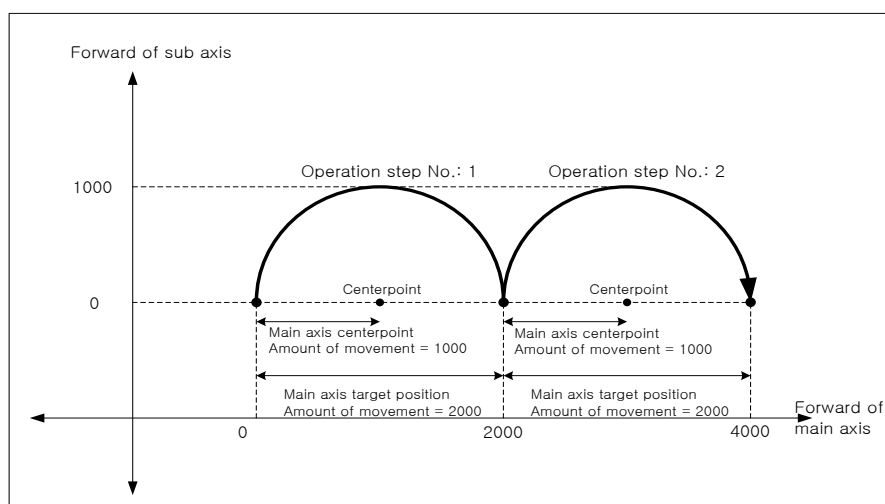 Forward of sub axis
Operation step No.: 1
Operation step No.: 2
1000
0
Centerpoint
Centerpoint
Main axis centerpoint
Amount of movement = 1000
Main axis centerpoint
Amount of movement = 1000
Main axis target position
Amount of movement = 2000
Main axis target position
Amount of movement = 2000
Forward of
main axis
0
2000
4000